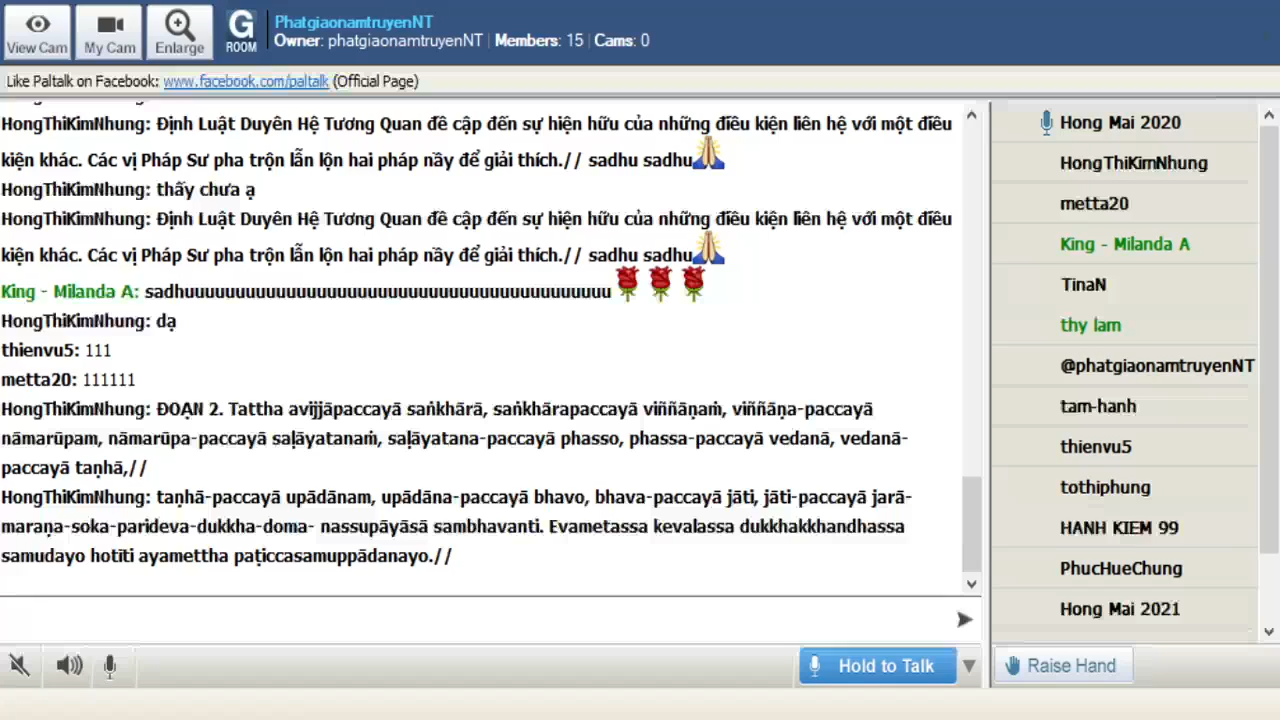 View Cam
My Cam
Enlarge
G
ROOM
PhatgiaonamtruyenNT
Owner: phatgiaonamtruyenNT | Members: 15 | Cams: 0
Like Paltalk on Facebook: www.facebook.com/paltalk (Official Page)
HongThiKimNhung: Định Luật Duyên Hệ Tương Quan đề cập đến sự hiện hữu của những điều kiện liên hệ với một điều
kiện khác. Các vị Pháp Sư pha trộn lẫn lộn hai pháp nầy để giải thích.// sadhu sadhu
HongThiKimNhung: thấy chưa ạ
HongThiKimNhung: Định Luật Duyên Hệ Tương Quan đề cập đến sự hiện hữu của những điều kiện liên hệ với một điều
kiện khác. Các vị Pháp Sư pha trộn lẫn lộn hai pháp nầy để giải thích.// sadhu sadhu
King - Milanda A: sadhuuuuuuuuuuuuuuuuuuuuuuuuuuuuuuuuuuuuuuuuuu
HongThiKimNhung: dạ
thienvu5: 111
metta20: 111111
HongThiKimNhung: ĐOẠN 2. Tattha avijjāpaccayā saṅkhārā, saṅkhārapaccayā viññāṇaṁ, viññāṇa-paccayā
nāmarūpam, nāmarūpa-paccayā saḷāyatanaṁ, saḷāyatana-paccayā phasso, phassa-paccayā vedanā, vedanā-
paccayā taṇhā,//
HongThiKimNhung: taṇhā-paccayā upādānam, upādāna-paccayā bhavo, bhava-paccayā jāti, jāti-paccayā jarā-
maraṇa-soka-parideva-dukkha-doma- nassupāyāsā sambhavanti. Evametassa kevalassa dukkhakkhandhassa
samudayo hotīti ayamettha paṭiccasamuppādanayo.//
Hong Mai 2020
HongThiKimNhung
metta20
King - Milanda A
TinaN
thy lam
@phatgiaonamtruyenNT
tam-hanh
thienvu5
tothiphung
HANH KIEM 99
PhucHueChung
Hong Mai 2021
Hold to Talk
Raise Hand